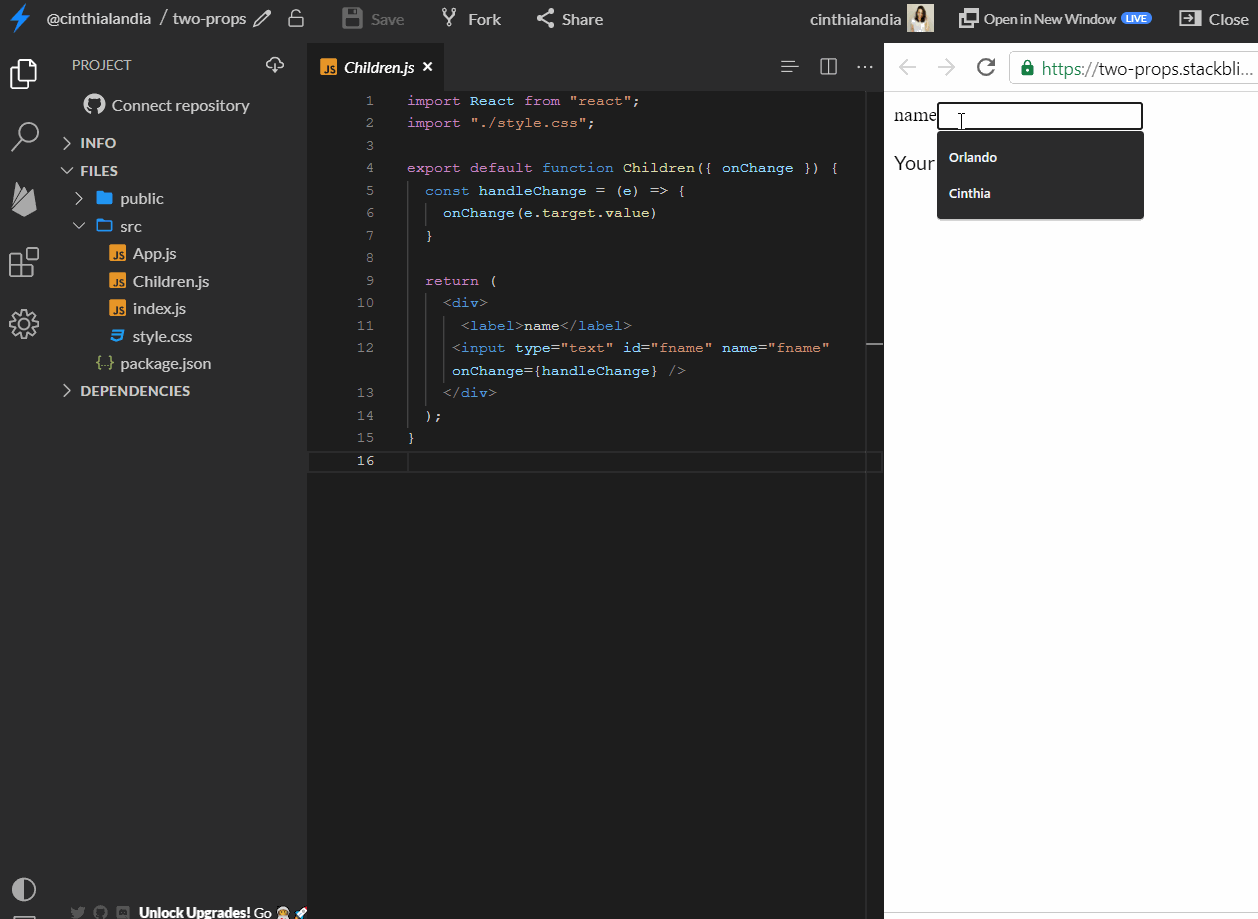 @cinthialandia / two-props Save Fork Share cinthialandia Open in New Window LIVE Close
PROJECT
Connect repository
INFO
FILES
public
src
JS App.js
JS Children.js
JS index.js
style.css
{..} package.json
DEPENDENCIES
Unlock Upgrades! Go
JS Children.js ×
1 import React from "react";
2 import "./style.css";
3
4 export default function Children({ onChange }) {
5 const handleChange = (e) => {
6 onChange(e.target.value)
7 }
8
9 return (
10 <div>
11 <label>name</label>
12 <input type="text" id="fname" name="fname"
onChange={handleChange} />
13 </div>
14 );
15 }
16
https://two-props.stackbli...
name
Your
Orlando
Cinthia